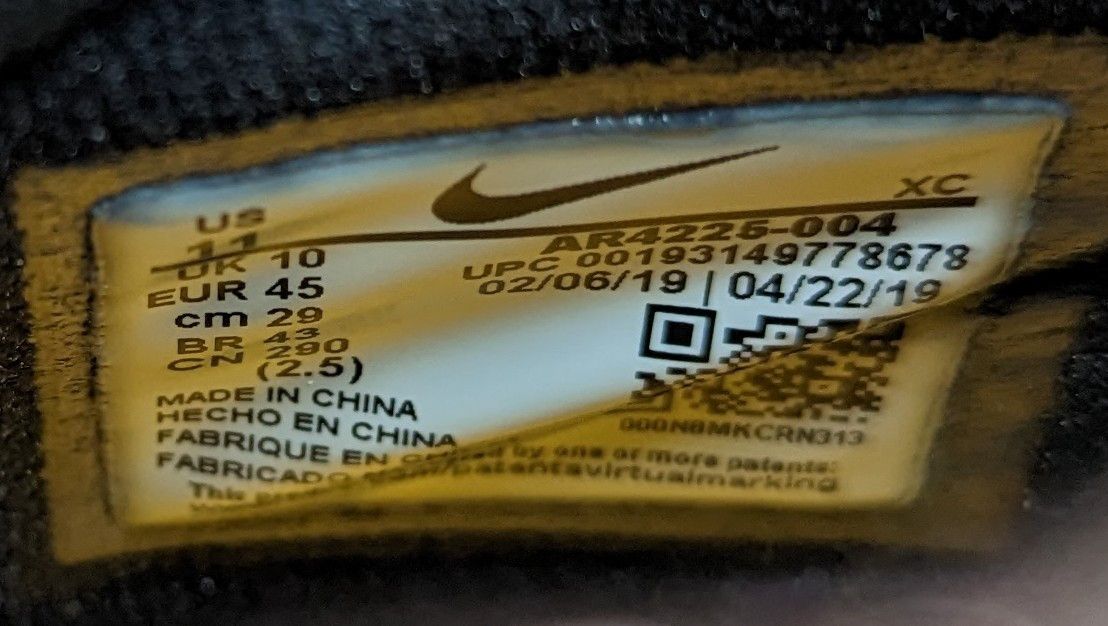 US
11
UK 10
EUR 45
cm 29
BR 43
CN 290
(2.5)
MADE IN CHINA
HECHO EN CHINA
FABRIQUE EN
FABRICADO
This
XC
AR4225-004
UPC 00193149778678
02/06/19 | 04/22/19
000N8MKCRN313
by one or more patents:
patentsvirtualmarking